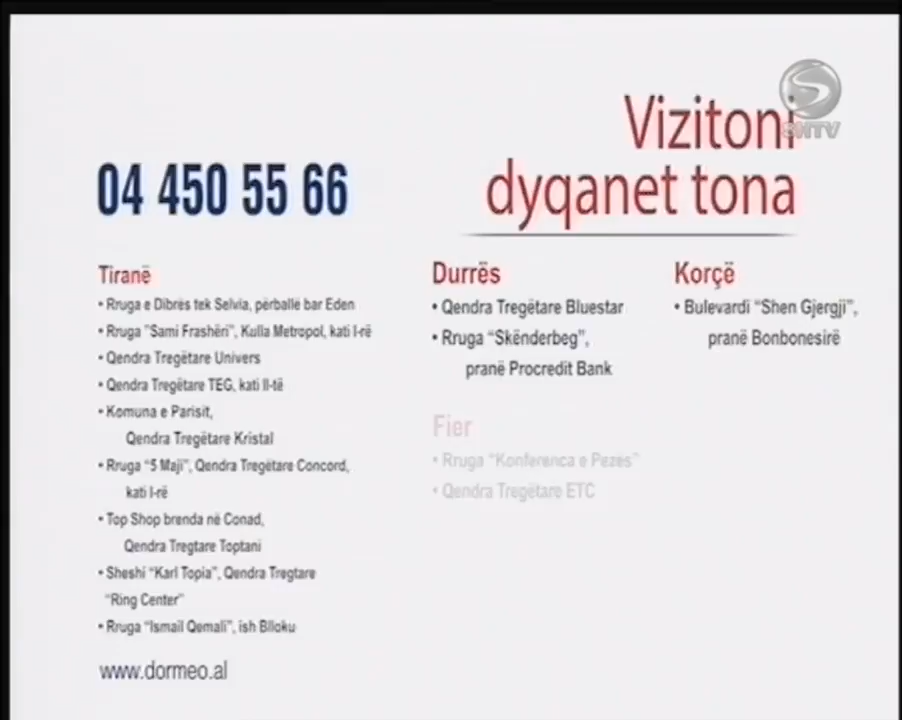 SHTV
Vizitoni
dyqanet tona
04 450 55 66
Tiranë
• Rruga e Dibrës tek Selvia, përballë bar Eden
• Rruga "Sami Frashëri", Kulla Metropol, kati I-rë
• Qendra Tregëtare Univers
• Qendra Tregëtare TEG, kati II-të
• Komuna e Parisit,
Qendra Tregëtare Kristal
• Rruga "5 Maji", Qendra Tregëtare Concord,
kati I-rë
• Top Shop brenda në Conad,
Qendra Tregtare Toptani
• Sheshi "Karl Topia", Qendra Tregtare
"Ring Center"
• Rruga "Ismail Qemali", ish Blloku
www.dormeo.al
Durrës
• Qendra Tregëtare Bluestar
• Rruga "Skënderbeg",
pranë Procredit Bank
Fier
• Rruga "Konferenca e Pezës"
• Qendra Tregëtare ETC
Korçë
• Bulevardi "Shen Gjergji",
pranë Bonbonesirë